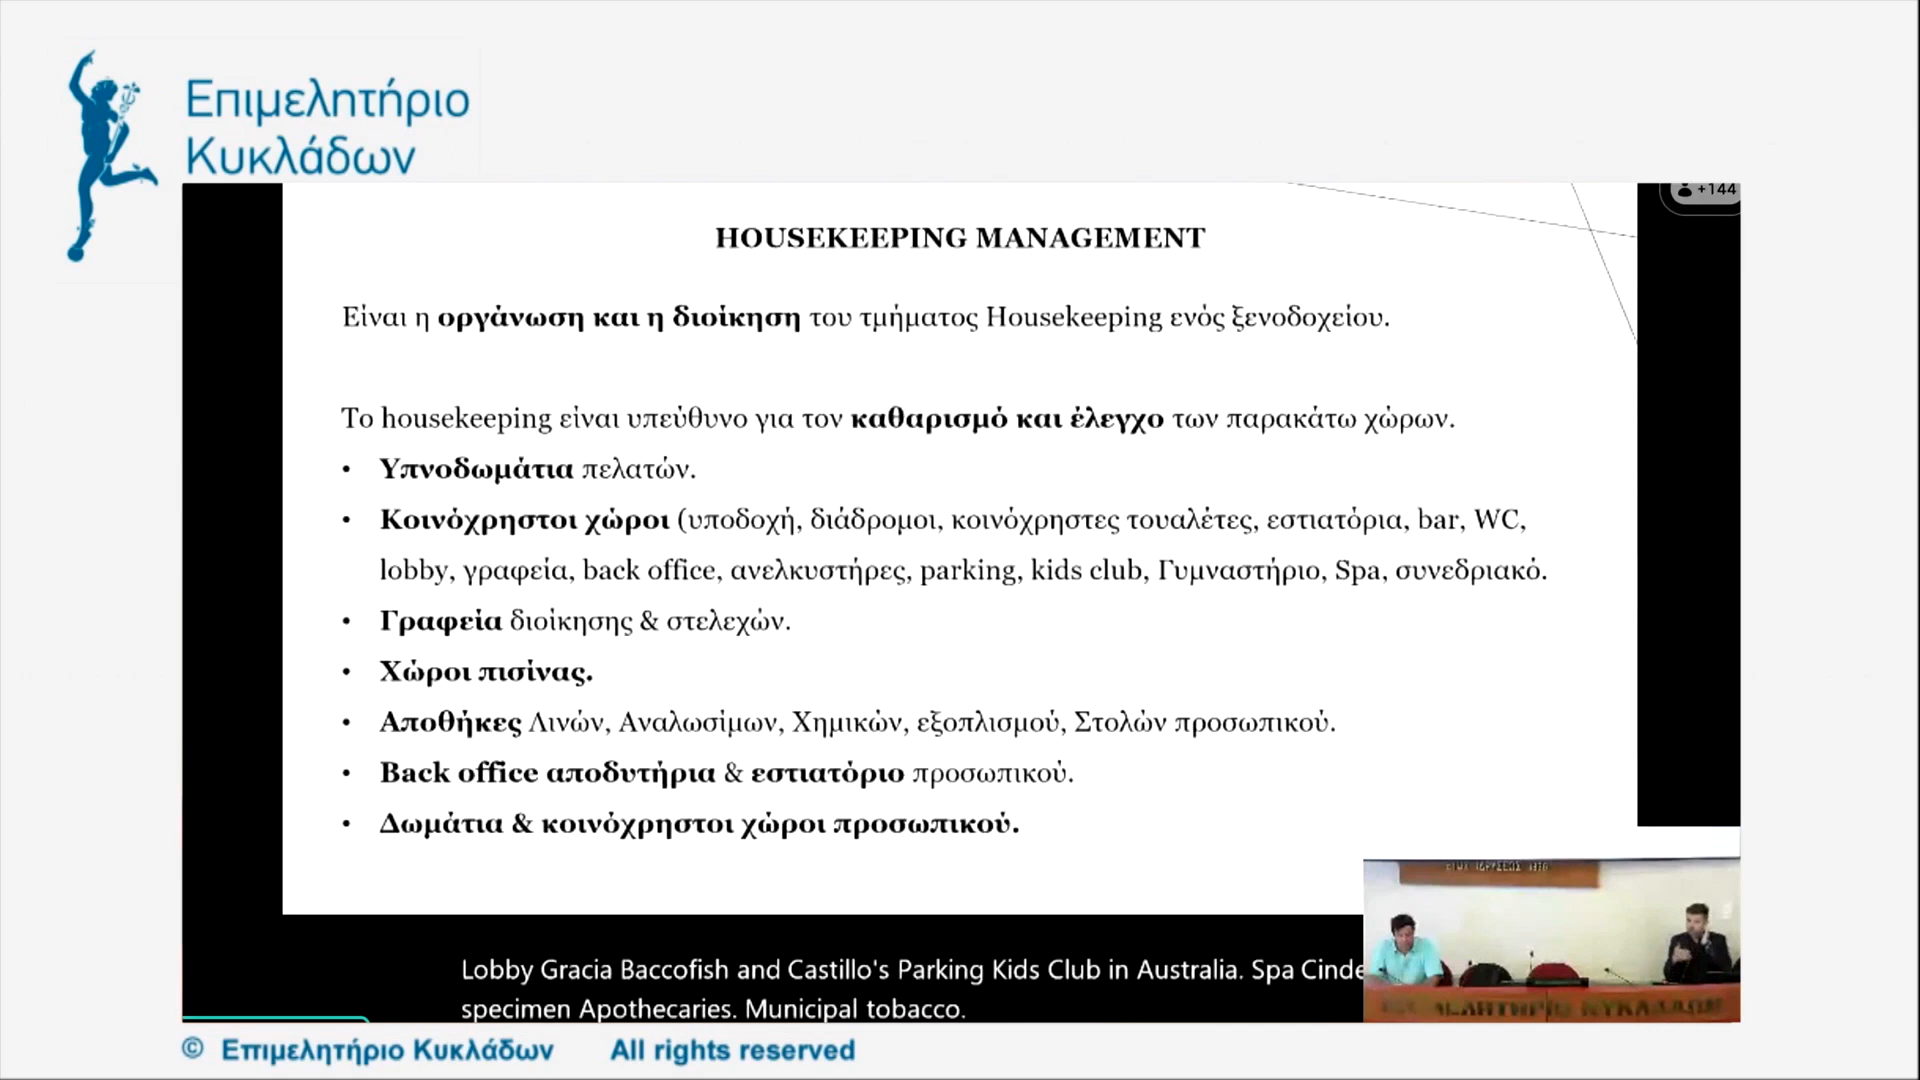 Επιμελητήριο
Κυκλάδων
+144
HOUSEKEEPING MANAGEMENT
Είναι η οργάνωση και η διοίκηση του τμήματος Housekeeping ενός ξενοδοχείου.
Το housekeeping είναι υπεύθυνο για τον καθαρισμό και έλεγχο των παρακάτω χώρων.
• Υπνοδωμάτια πελατών.
• Κοινόχρηστοι χώροι (υποδοχή, διάδρομοι, κοινόχρηστες τουαλέτες, εστιατόρια, bar, WC,
lobby, γραφεία, back office, ανελκυστήρες, parking, kids club, Γυμναστήριο, Spa, συνεδριακό.
• Γραφεία διοίκησης & στελεχών.
• Χώροι πισίνας.
• Αποθήκες Λινών, Αναλωσίμων, Χημικών, εξοπλισμού, Στολών προσωπικού.
• Back office αποδυτήρια & εστιατόριο προσωπικού.
• Δωμάτια & κοινόχρηστοι χώροι προσωπικού.
Lobby Gracia Baccofish and Castillo's Parking Kids Club in Australia. Spa Cinde
specimen Apothecaries. Municipal tobacco.
ΚΥΚΛΑΔΩΝ
© Επιμελητήριο Κυκλάδων All rights reserved